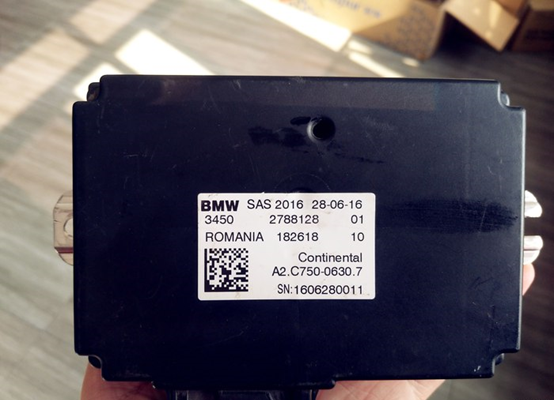 BMW SAS 2016 28-06-16
3450 2788128 01
ROMANIA 182618 10
Continental
A2.C750-0630.7
SN:1606280011